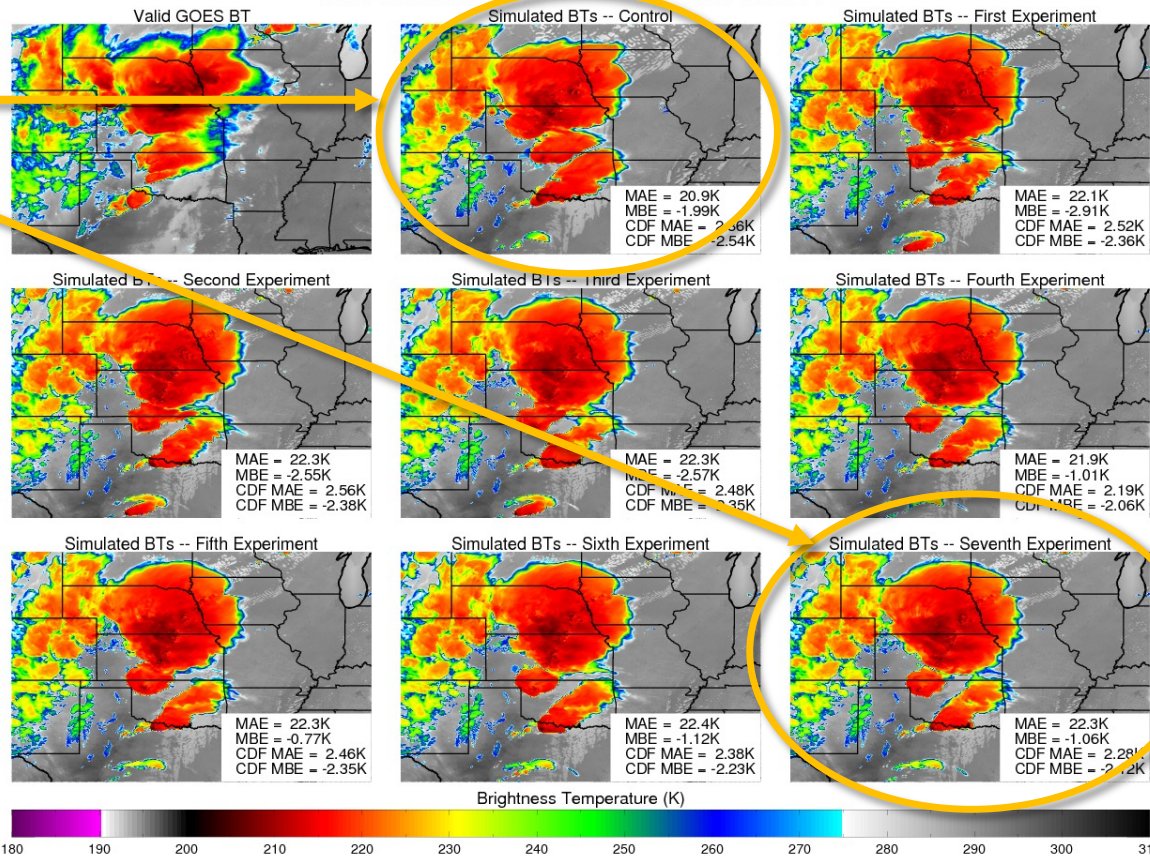 Valid GOES BT
Simulated BTs -- Control
MAE = 20.9K
MBE = -1.99K
CDF MAE =
CDF MBE = -2.54K
Simulated BTs -- First Experiment
MAE = 22.1K
MBE = -2.91K
CDF MAE = 2.52K
CDF MBE = -2.36K
Simulated BTs -- Second Experiment
MAE = 22.3K
MBE = -2.55K
CDF MAE = 2.56K
CDF MBE = -2.38K
Simulated BTs -- Third Experiment
MAE = 22.3K
MBE = -2.57K
CDF MAE = 2.48K
CDF MBE =
Simulated BTs -- Fourth Experiment
MAE = 21.9K
MBE = -1.01K
CDF MAE = 2.19K
CDF MBE = -2.06K
Simulated BTs -- Fifth Experiment
MAE = 22.3K
MBE = -0.77K
CDF MAE = 2.46K
CDF MBE = -2.35K
Simulated BTs -- Sixth Experiment
MAE = 22.4K
MBE = -1.12K
CDF MAE = 2.38K
CDF MBE = -2.23K
Simulated BTs -- Seventh Experiment
MAE = 22.3K
MBE = -1.06K
CDF MAE = 2.28K
CDF MBE =
Brightness Temperature (K)
180 190 200 210 220 230 240 250 260 270 280 290 300